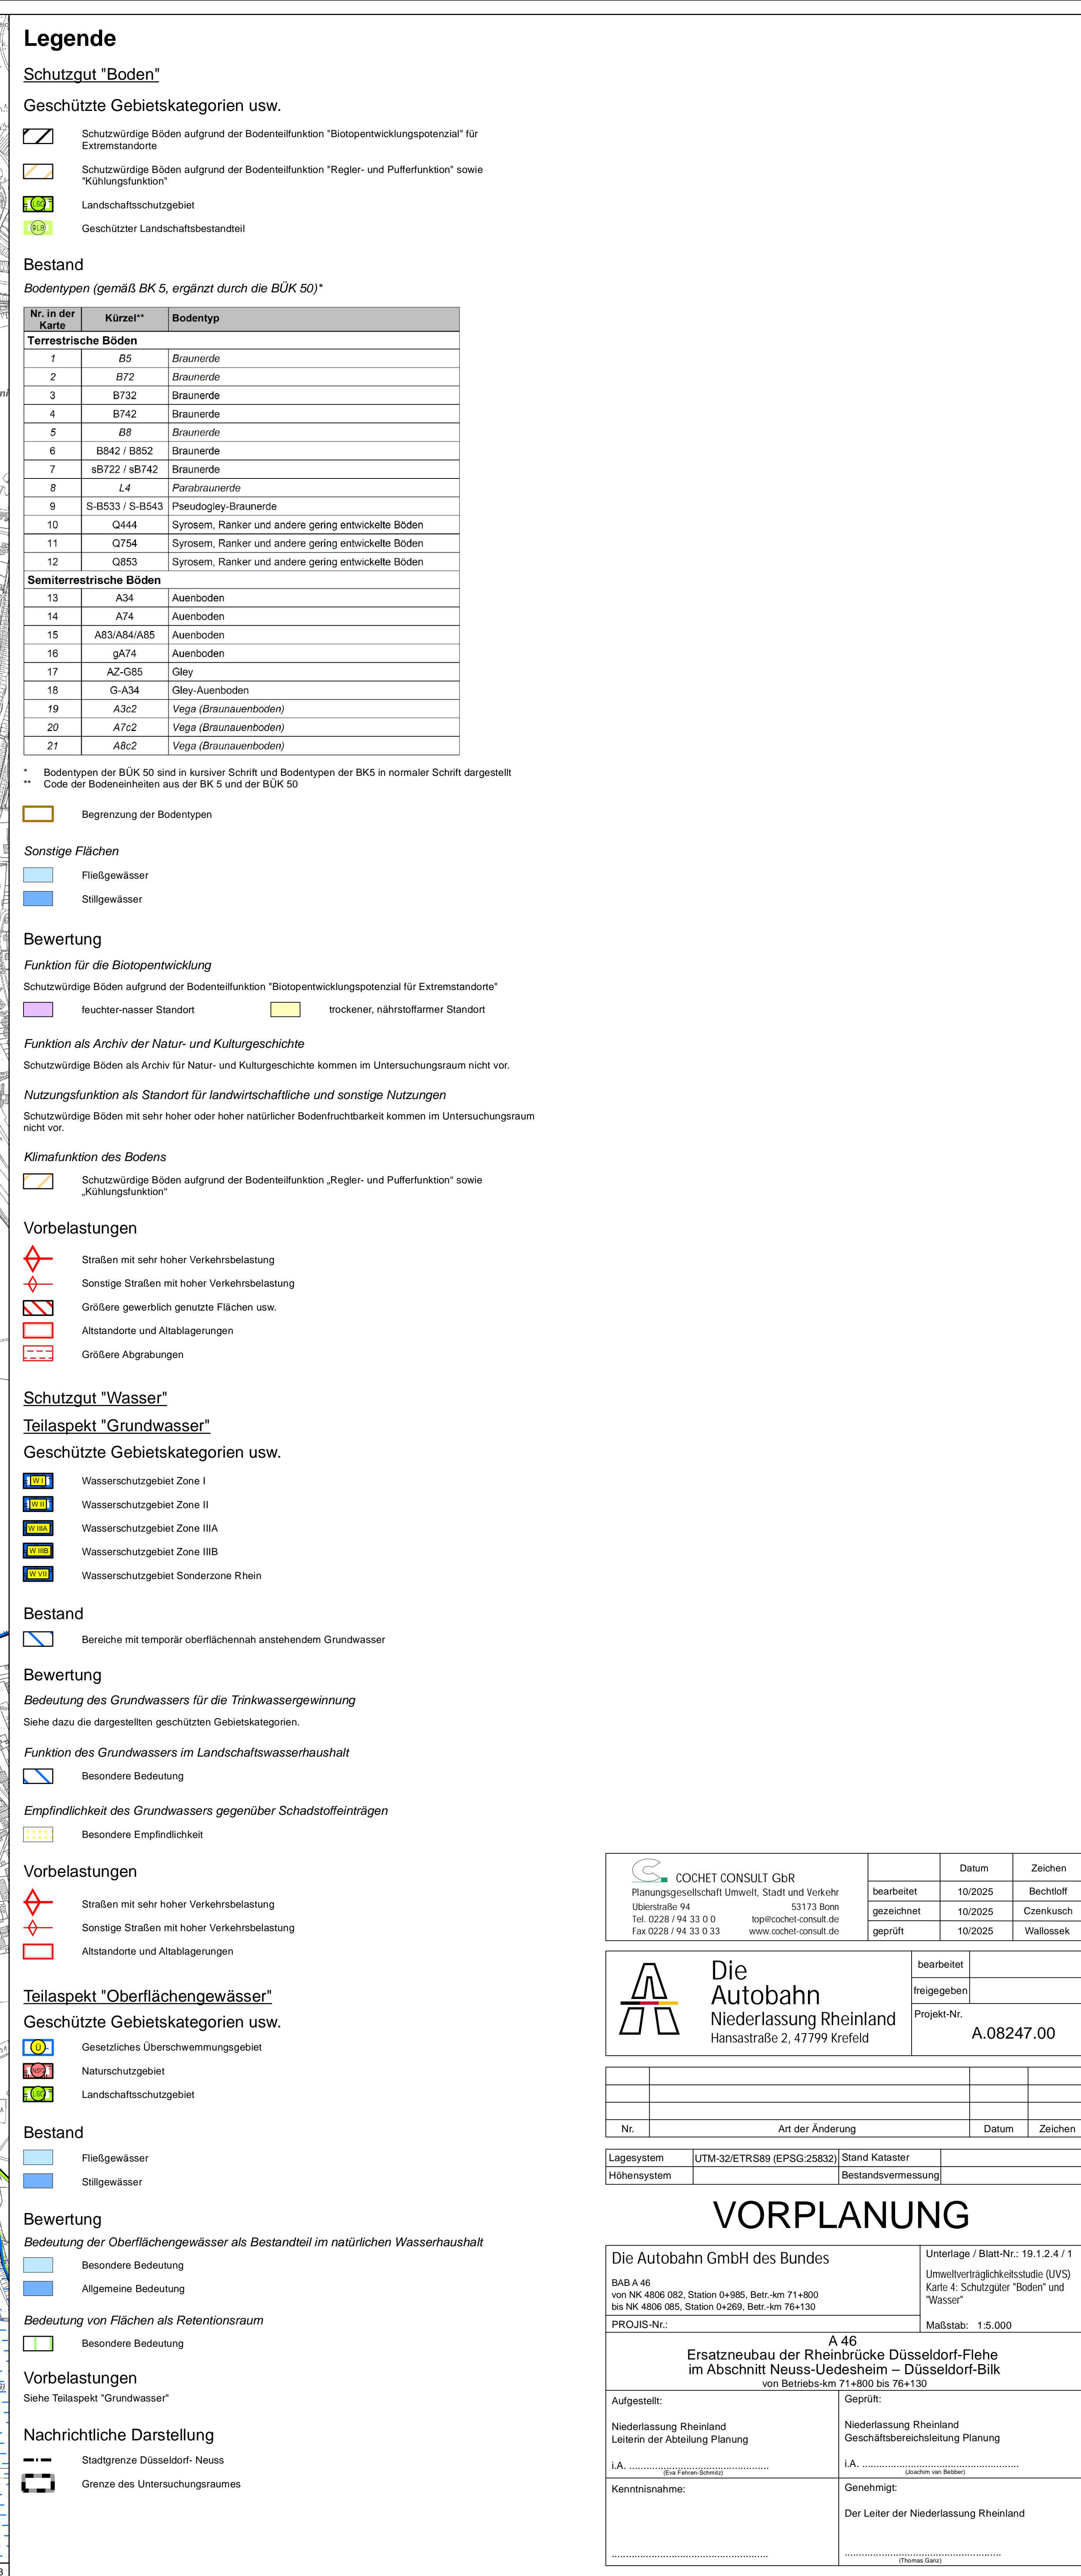 Legende
Schutzgut "Boden"
Geschützte Gebietskategorien usw.
Schutzwürdige Böden aufgrund der Bodenteilfunktion "Biotopentwicklungspotenzial" für
Extremstandorte
Schutzwürdige Böden aufgrund der Bodenteilfunktion "Regler- und Pufferfunktion" sowie
"Kühlungsfunktion"
LSG Landschaftsschutzgebiet
GLB Geschützter Landschaftsbestandteil
Bestand
Bodentypen (gemäß BK 5, ergänzt durch die BÜK 50)*
Nr. in der Karte Kürzel** Bodentyp
Terrestrische Böden
1 B5 Braunerde
2 B72 Braunerde
3 B732 Braunerde
4 B742 Braunerde
5 B8 Braunerde
6 B842 / B852 Braunerde
7 sB722 / sB742 Braunerde
8 L4 Parabraunerde
9 S-B533 / S-B543 Pseudogley-Braunerde
10 Q444 Syrosem, Ranker und andere gering entwickelte Böden
11 Q754 Syrosem, Ranker und andere gering entwickelte Böden
12 Q853 Syrosem, Ranker und andere gering entwickelte Böden
Semiterrestrische Böden
13 A34 Auenboden
14 A74 Auenboden
15 A83/A84/A85 Auenboden
16 gA74 Auenboden
17 AZ-G85 Gley
18 G-A34 Gley-Auenboden
19 A3c2 Vega (Braunauenboden)
20 A7c2 Vega (Braunauenboden)
21 A8c2 Vega (Braunauenboden)
* Bodentypen der BÜK 50 sind in kursiver Schrift und Bodentypen der BK5 in normaler Schrift dargestellt
** Code der Bodeneinheiten aus der BK 5 und der BÜK 50
Begrenzung der Bodentypen
Sonstige Flächen
Fließgewässer
Stillgewässer
Bewertung
Funktion für die Biotopentwicklung
Schutzwürdige Böden aufgrund der Bodenteilfunktion "Biotopentwicklungspotenzial für Extremstandorte"
feuchter-nasser Standort trockener, nährstoffarmer Standort
Funktion als Archiv der Natur- und Kulturgeschichte
Schutzwürdige Böden als Archiv für Natur- und Kulturgeschichte kommen im Untersuchungsraum nicht vor.
Nutzungsfunktion als Standort für landwirtschaftliche und sonstige Nutzungen
Schutzwürdige Böden mit sehr hoher oder hoher natürlicher Bodenfruchtbarkeit kommen im Untersuchungsraum
nicht vor.
Klimafunktion des Bodens
Schutzwürdige Böden aufgrund der Bodenteilfunktion „Regler- und Pufferfunktion“ sowie
„Kühlungsfunktion“
Vorbelastungen
Straßen mit sehr hoher Verkehrsbelastung
Sonstige Straßen mit hoher Verkehrsbelastung
Größere gewerblich genutzte Flächen usw.
Altstandorte und Altablagerungen
Größere Abgrabungen
Schutzgut "Wasser"
Teilaspekt "Grundwasser"
Geschützte Gebietskategorien usw.
W I Wasserschutzgebiet Zone I
W II Wasserschutzgebiet Zone II
W IIIA Wasserschutzgebiet Zone IIIA
W IIIB Wasserschutzgebiet Zone IIIB
W VII Wasserschutzgebiet Sonderzone Rhein
Bestand
Bereiche mit temporär oberflächennah anstehendem Grundwasser
Bewertung
Bedeutung des Grundwassers für die Trinkwassergewinnung
Siehe dazu die dargestellten geschützten Gebietskategorien.
Funktion des Grundwassers im Landschaftswasserhaushalt
Besondere Bedeutung
Empfindlichkeit des Grundwassers gegenüber Schadstoffeinträgen
Besondere Empfindlichkeit
Vorbelastungen
Straßen mit sehr hoher Verkehrsbelastung
Sonstige Straßen mit hoher Verkehrsbelastung
Altstandorte und Altablagerungen
Teilaspekt "Oberflächengewässer"
Geschützte Gebietskategorien usw.
Ü Gesetzliches Überschwemmungsgebiet
NSG Naturschutzgebiet
LSG Landschaftsschutzgebiet
Bestand
Fließgewässer
Stillgewässer
Bewertung
Bedeutung der Oberflächengewässer als Bestandteil im natürlichen Wasserhaushalt
Besondere Bedeutung
Allgemeine Bedeutung
Bedeutung von Flächen als Retentionsraum
Besondere Bedeutung
Vorbelastungen
Siehe Teilaspekt "Grundwasser"
Nachrichtliche Darstellung
Stadtgrenze Düsseldorf- Neuss
Grenze des Untersuchungsraumes
COCHET CONSULT GbR
Planungsgesellschaft Umwelt, Stadt und Verkehr
Ubierstraße 94 53173 Bonn
Tel. 0228 / 94 33 0 0 top@cochet-consult.de
Fax 0228 / 94 33 0 33 www.cochet-consult.de
Datum Zeichen
bearbeitet 10/2025 Bechtloff
gezeichnet 10/2025 Czenkusch
geprüft 10/2025 Wallossek
Die
Autobahn
Niederlassung Rheinland
Hansastraße 2, 47799 Krefeld
bearbeitet
freigegeben
Projekt-Nr.
A.08247.00
Nr. Art der Änderung Datum Zeichen
Lagesystem UTM-32/ETRS89 (EPSG:25832) Stand Kataster
Höhensystem Bestandsvermessung
VORPLANUNG
Die Autobahn GmbH des Bundes
BAB A 46
von NK 4806 082, Station 0+985, Betr.-km 71+800
bis NK 4806 085, Station 0+269, Betr.-km 76+130
PROJIS-Nr.:
Unterlage / Blatt-Nr.: 19.1.2.4 / 1
Umweltverträglichkeitsstudie (UVS)
Karte 4: Schutzgüter "Boden" und
"Wasser"
Maßstab: 1:5.000
A 46
Ersatzneubau der Rheinbrücke Düsseldorf-Flehe
im Abschnitt Neuss-Uedesheim – Düsseldorf-Bilk
von Betriebs-km 71+800 bis 76+130
Aufgestellt:
Niederlassung Rheinland
Leiterin der Abteilung Planung
i.A. ................................................
(Eva Fehren-Schmitz)
Geprüft:
Niederlassung Rheinland
Geschäftsbereichsleitung Planung
i.A. ......................................................
(Joachim van Bebber)
Kenntnisnahme:
......................................................
Genehmigt:
Der Leiter der Niederlassung Rheinland
......................................................
(Thomas Ganz)